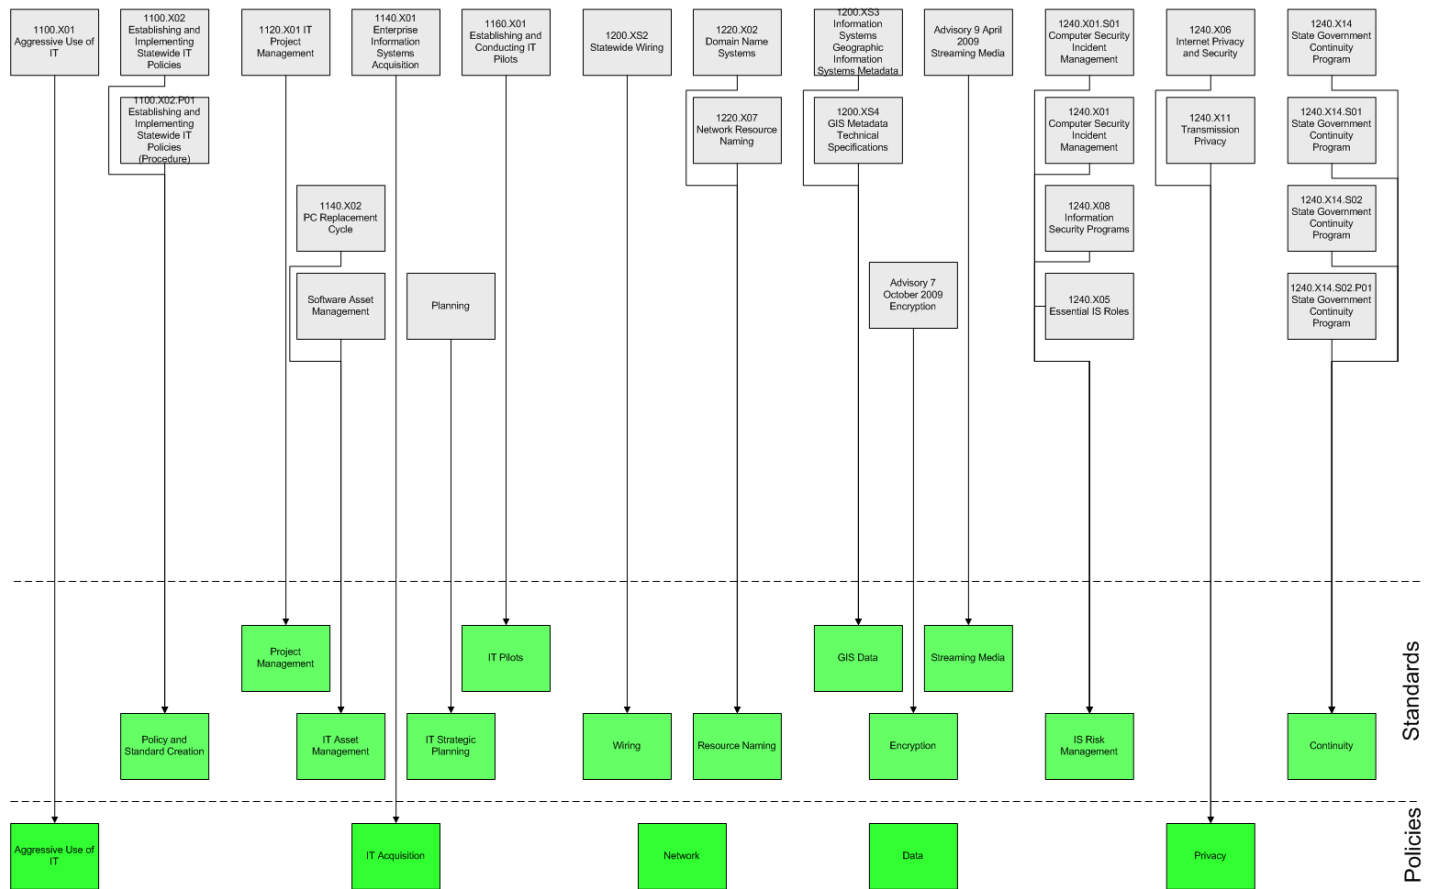 1100.X01
Aggressive Use of
IT
1100.X02
Establishing and
Implementing
Statewide IT
Policies
1120.X01 IT
Project
Management
1140.X01
Enterprise
Information
Systems
Acquisition
1160.X01
Establishing and
Conducting IT
Pilots
1200.XS2
Statewide Wiring
1220.X02
Domain Name
Systems
1200.XS3
Information
Systems
Geographic
Information
Systems Metadata
Advisory 9 April
2009
Streaming Media
1240.X01.S01
Computer Security
Incident
Management
1240.X06
Internet Privacy
and Security
1240.X14
State Government
Continuity
Program
1100.X02.P01
Establishing and
Implementing
Statewide IT
Policies
(Procedure)
1220.X07
Network Resource
Naming
1200.XS4
GIS Metadata
Technical
Specifications
1240.X01
Computer Security
Incident
Management
1240.X11
Transmission
Privacy
1240.X14.S01
State Government
Continuity
Program
1140.X02
PC Replacement
Cycle
1240.X08
Information
Security Programs
1240.X14.S02
State Government
Continuity
Program
Software Asset
Management
Planning
Advisory 7
October 2009
Encryption
1240.X05
Essential IS Roles
1240.X14.S02.P01
State Government
Continuity
Program
Project
Management
IT Pilots
GIS Data
Streaming Media
Standards
Policy and
Standard Creation
IT Asset
Management
IT Strategic
Planning
Wiring
Resource Naming
Encryption
IS Risk
Management
Continuity
Aggressive Use of
IT
IT Acquisition
Network
Data
Privacy
Policies